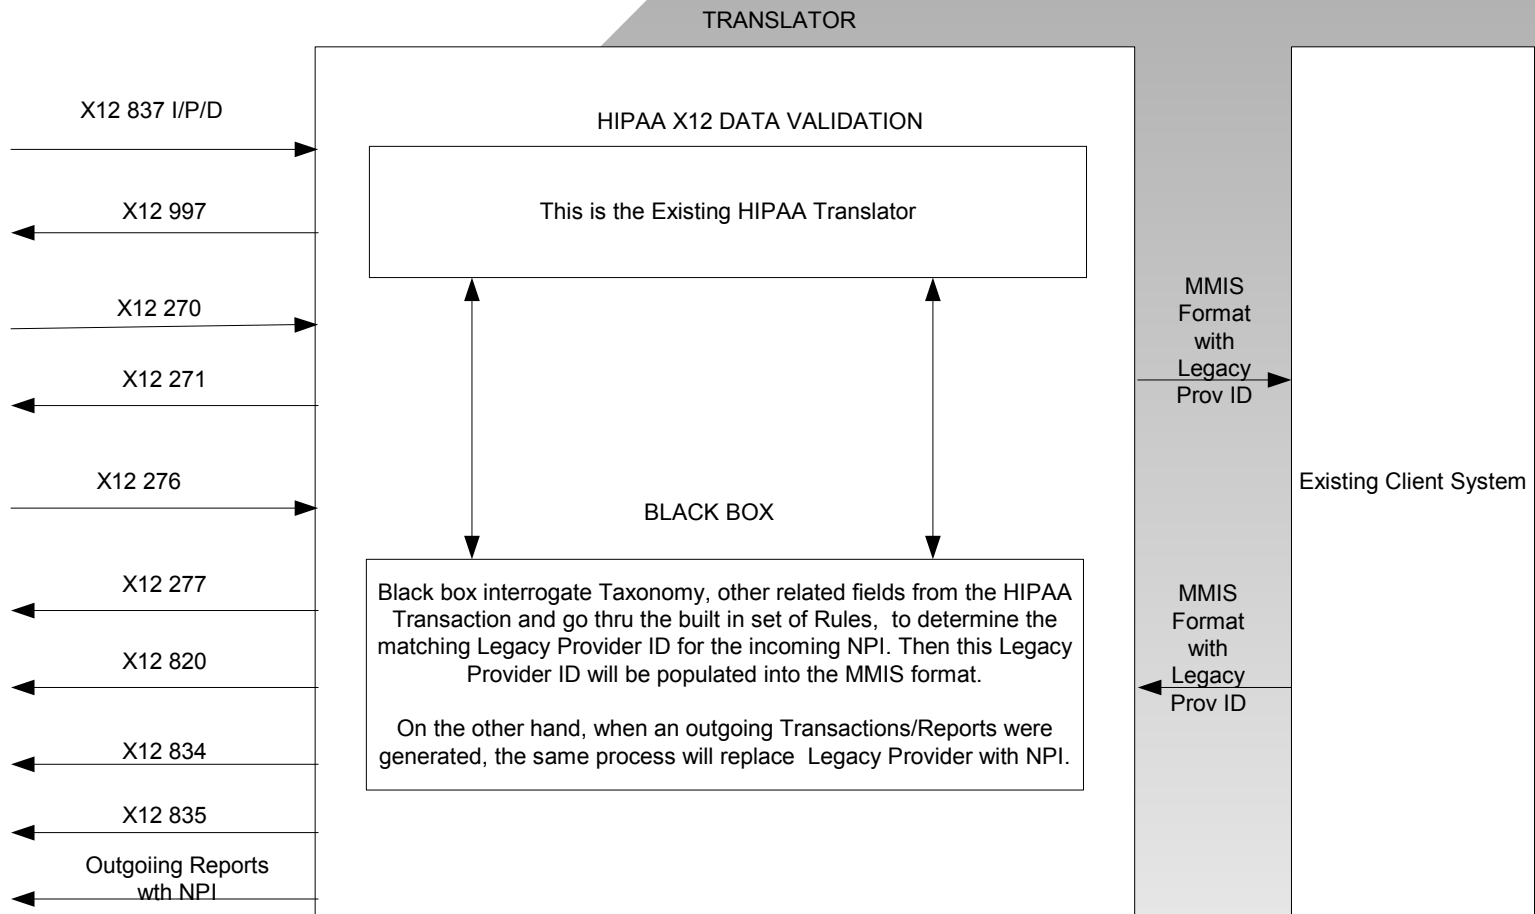 TRANSLATOR
X12 837 I/P/D
HIPAA X12 DATA VALIDATION
X12 997
This is the Existing HIPAA Translator
X12 270
X12 271
MMIS
Format
with
Legacy
Prov ID
X12 276
Existing Client System
BLACK BOX
X12 277
Black box interrogate Taxonomy, other related fields from the HIPAA
Transaction and go thru the built in set of Rules, to determine the
matching Legacy Provider ID for the incoming NPI. Then this Legacy
Provider ID will be populated into the MMIS format.
On the other hand, when an outgoing Transactions/Reports were
generated, the same process will replace Legacy Provider with NPI.
MMIS
Format
with
Legacy
Prov ID
X12 820
X12 834
X12 835
Outgoiing Reports
wth NPI